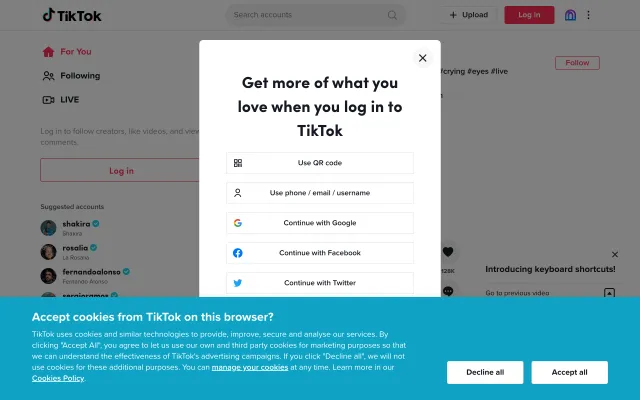 TikTok
Search accounts
+ Upload
Log in
For You
Following
LIVE
Log in to follow creators, like videos, and view
comments.
Log in
Suggested accounts
shakira
Shakira
rosalia
La Rosalia
fernandoalonso
Fernando Alonso
sergioramos
#crying #eyes #live
Follow
Get more of what you
love when you log in to
TikTok
Use QR code
Use phone / email / username
Continue with Google
Continue with Facebook
Continue with Twitter
Introducing keyboard shortcuts!
Go to previous video
Accept cookies from TikTok on this browser?
TikTok uses cookies and similar technologies to provide, improve, secure and analyse our services. By
clicking "Accept All", you agree to let us use our own and third party cookies for marketing purposes so that
we can understand the effectiveness of TikTok's advertising campaigns. If you click "Decline all", we will not
use cookies for these additional purposes. You can manage your cookies at any time. Learn more in our
Cookies Policy.
Decline all
Accept all